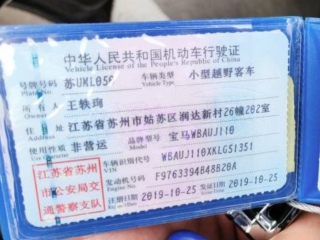 中华人民共和国机动车行驶证
Vehicle License of the People's Republic of China
号牌号码 苏UML056 车辆类型 小型越野客车
Vehicle Type
所有人 王轶珣
Owner
住址 江苏省苏州市姑苏区润达新村26幢202室
使用性质 非营运 品牌型号 宝马WBAUJ110
江苏省苏州市公安局交通警察支队
车辆识别代号 WBAUJ110XKLG51351
VIN
发动机号码 F9763394B48B20A
Engine No.
注册日期 2019-10-25 发证日期 2019-10-25